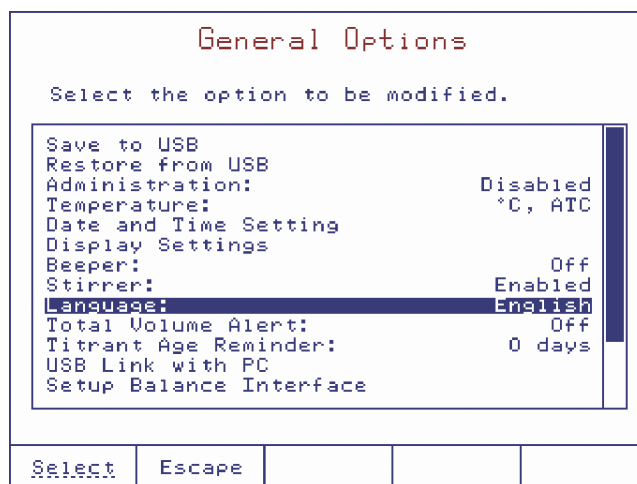 General Options
Select the option to be modified.
Save to USB
Restore from USB
Administration: Disabled
Temperature: °C, ATC
Date and Time Setting
Display Settings
Beeper: Off
Stirrer: Enabled
Language: English
Total Volume Alert: Off
Titrant Age Reminder: 0 days
USB Link with PC
Setup Balance Interface
Select Escape